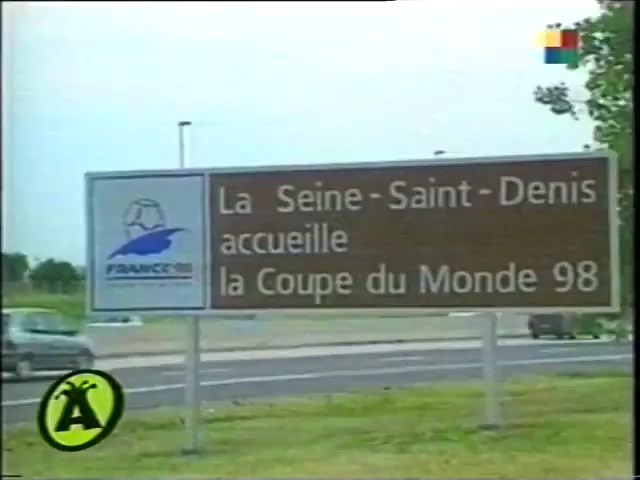 La Seine-Saint-Denis
accueille
la Coupe du Monde 98
FRANCE 98
A